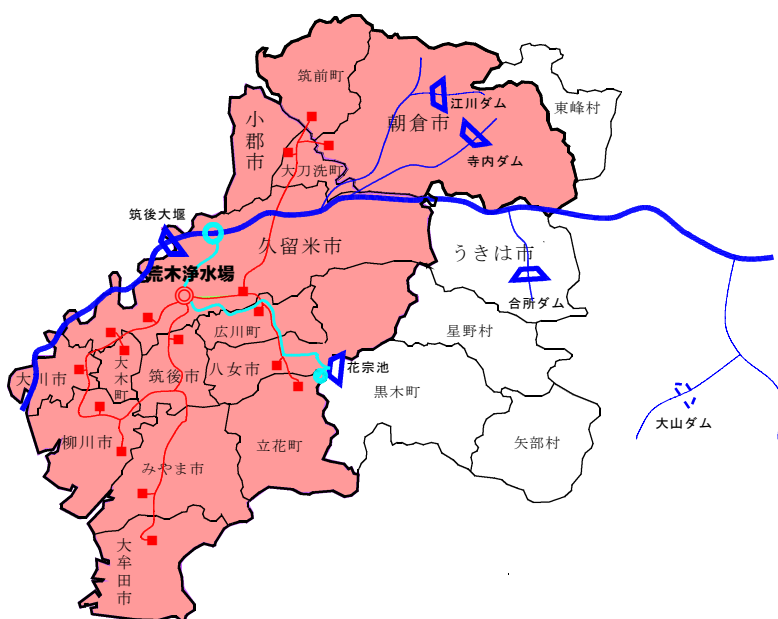 筑前町
江川ダム
東峰村
小郡市
朝倉市
寺内ダム
大刀洗町
筑後大堰
久留米市
うきは市
荒木浄水場
合所ダム
広川町
星野村
花宗池
大川市
大木町
筑後市
八女市
黒木町
大山ダム
柳川市
立花町
矢部村
みやま市
大牟田市